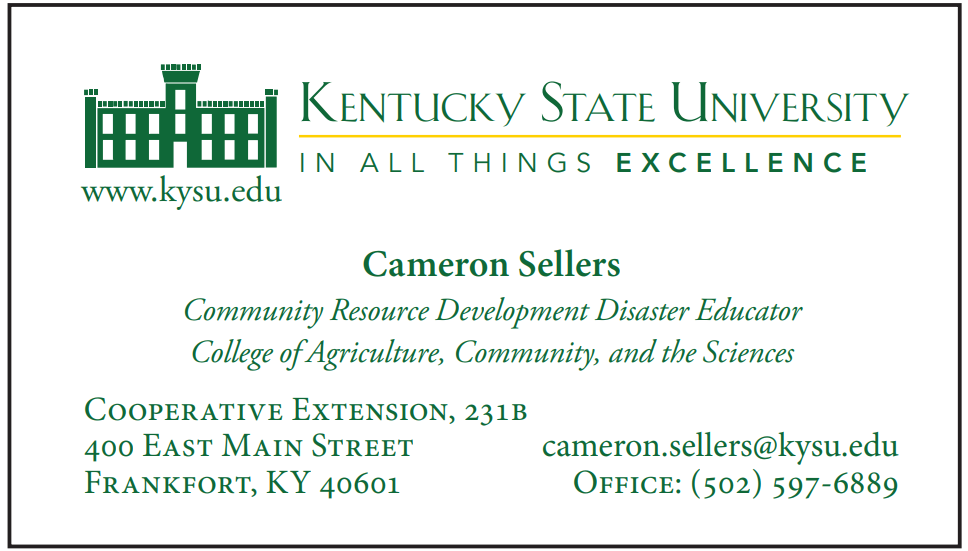 KENTUCKY STATE UNIVERSITY
IN ALL THINGS EXCELLENCE
www.kysu.edu
Cameron Sellers
Community Resource Development Disaster Educator
College of Agriculture, Community, and the Sciences
COOPERATIVE EXTENSION, 231B
400 EAST MAIN STREET
FRANKFORT, KY 40601
cameron.sellers@kysu.edu
OFFICE: (502) 597-6889